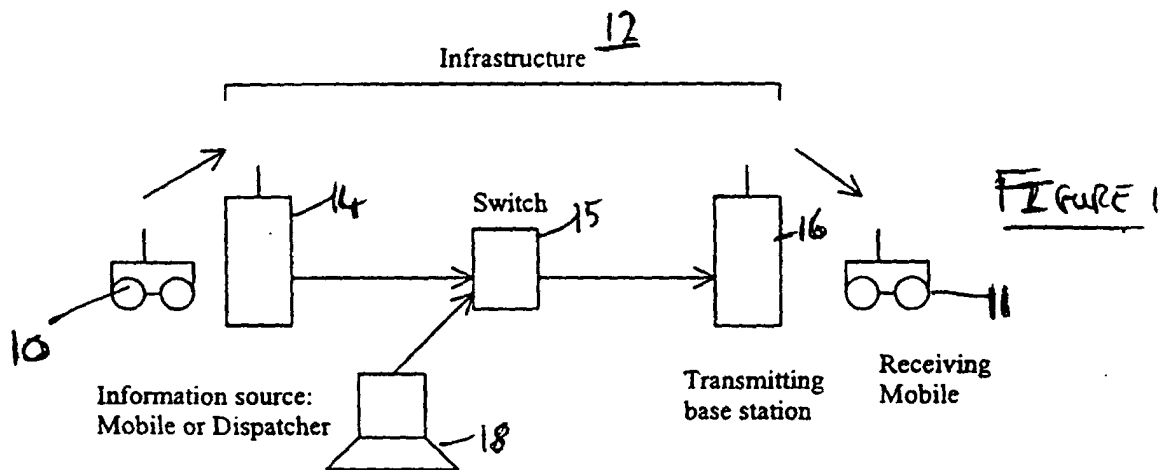 12
Infrastructure
14
Switch
15
16
FIGURE 1
10
11
Information source:
Mobile or Dispatcher
18
Transmitting
base station
Receiving
Mobile